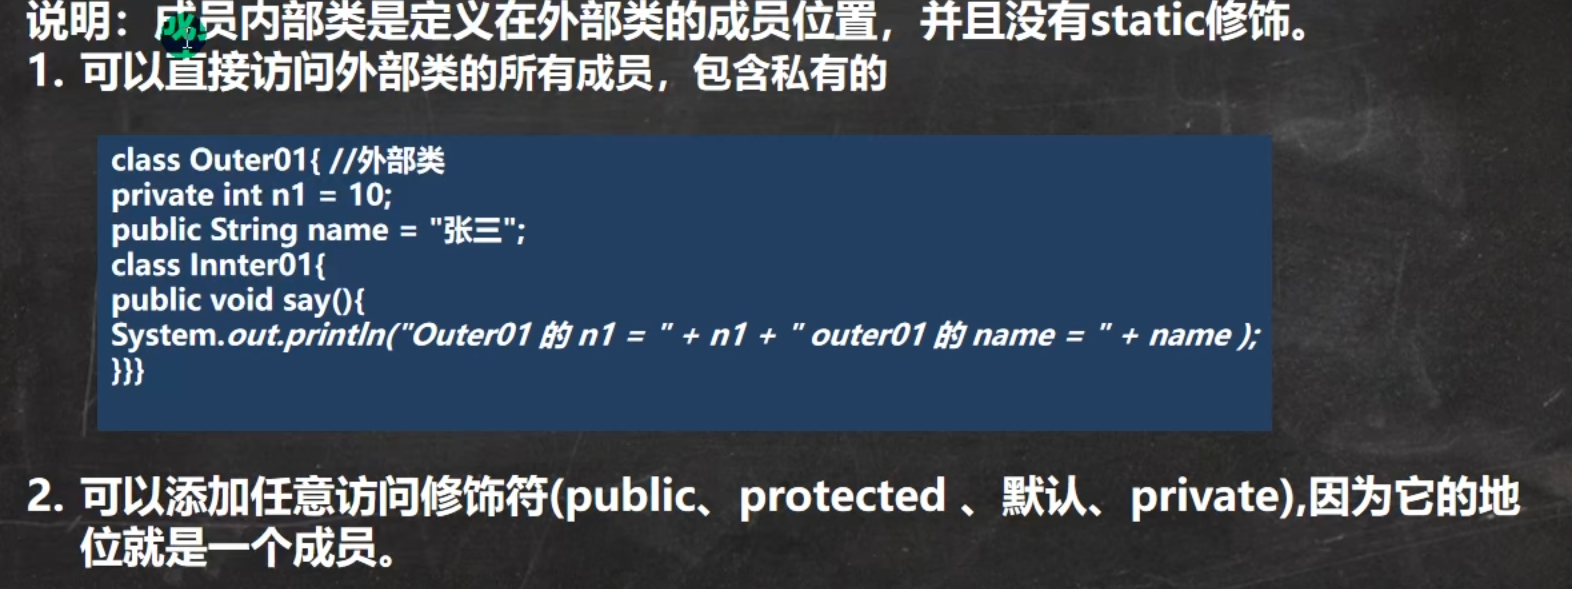 说明：成员内部类是定义在外部类的成员位置，并且没有static修饰。
1. 可以直接访问外部类的所有成员，包含私有的
class Outer01{ //外部类
private int n1 = 10;
public String name = "张三";
class Innter01{
public void say(){
System.out.println("Outer01 的 n1 = " + n1 + " outer01 的 name = " + name );
}}}
2. 可以添加任意访问修饰符(public、protected 、默认、private),因为它的地
位就是一个成员。